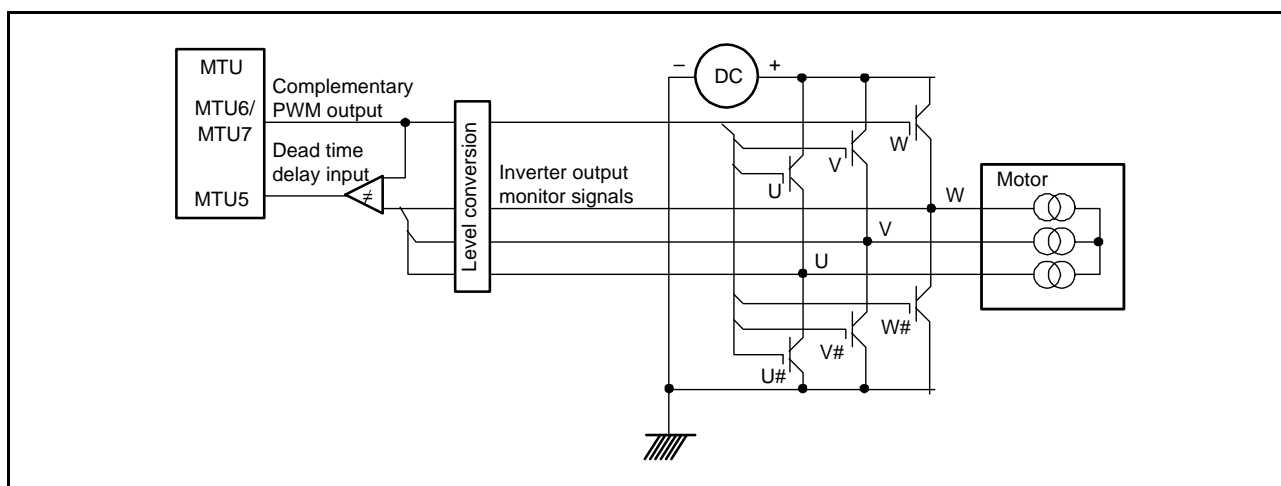 MTU
MTU6/
MTU7
MTU5
Complementary
PWM output
Dead time
delay input
≠
Level conversion
Inverter output
monitor signals
– DC +
W
V
U
W
V
U
W#
V#
U#
Motor